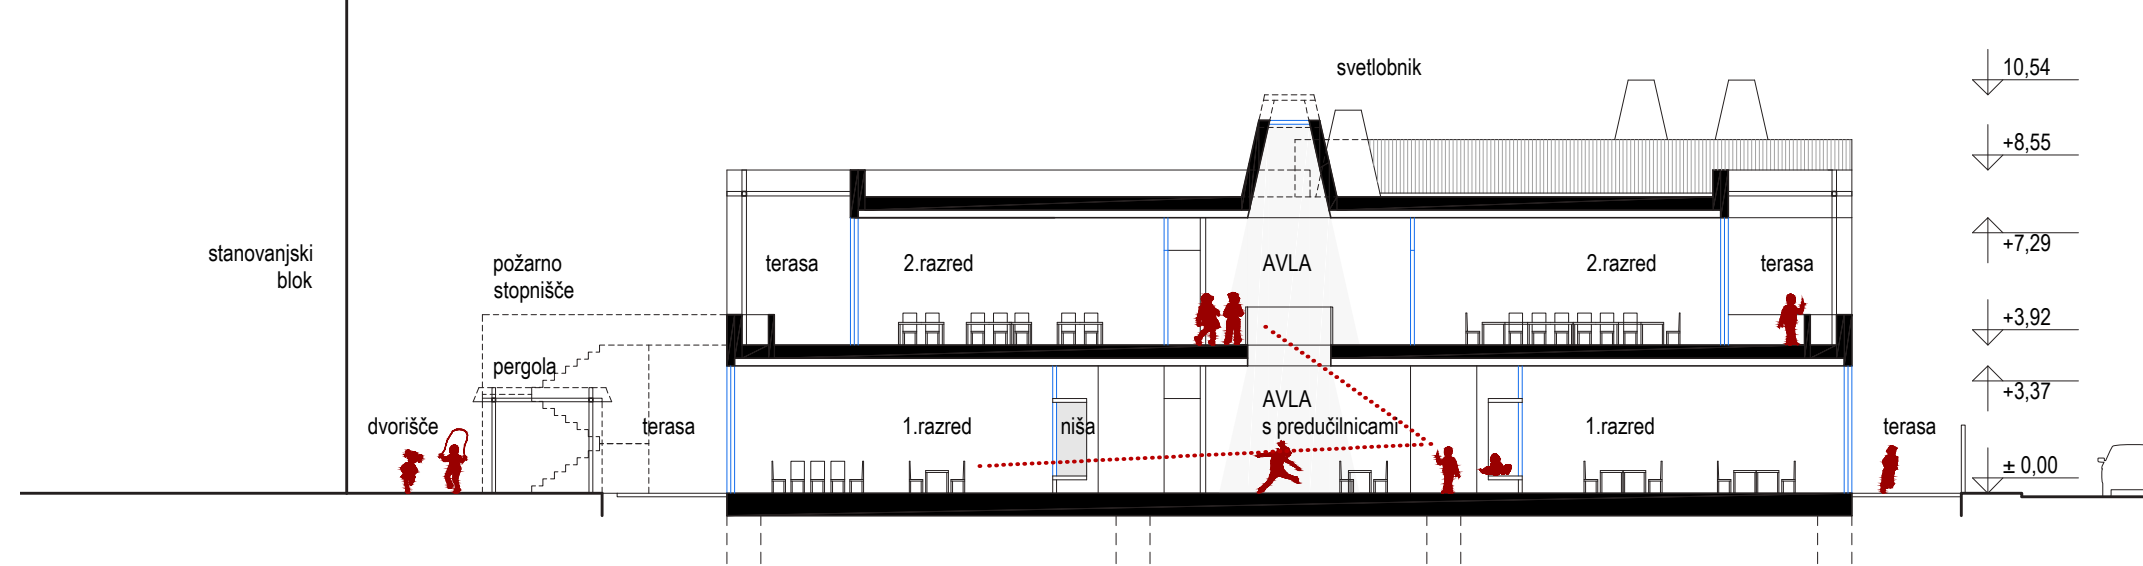 svetlobnik
10,54
+8,55
+7,29
+3,92
+3,37
± 0,00
stanovanjski
blok
požarno
stopnišče
terasa
2.razred
AVLA
2.razred
terasa
pergola
dvorišče
terasa
1.razred
niša
AVLA
s predučilnicami
1.razred
terasa